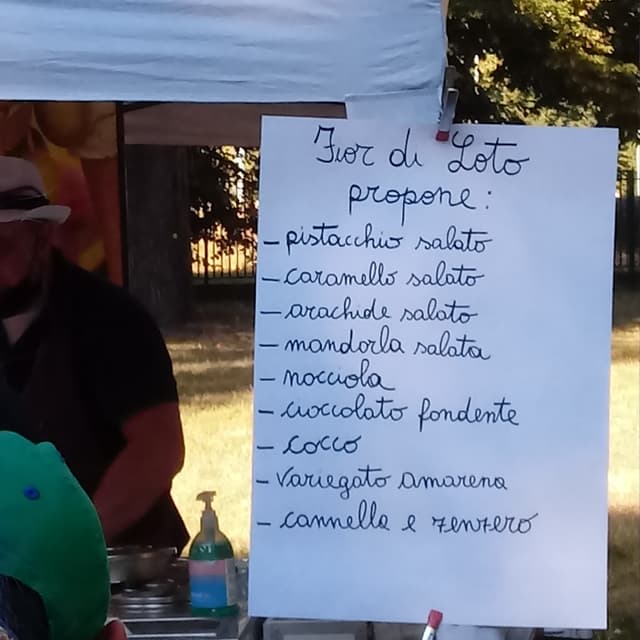 Fior di Loto
propone:
- pistacchio salato
- caramello salato
- arachide salato
- mandorla salata
- nocciola
- cioccolato fondente
- cocco
- variegato amarena
- cannella e zenzero